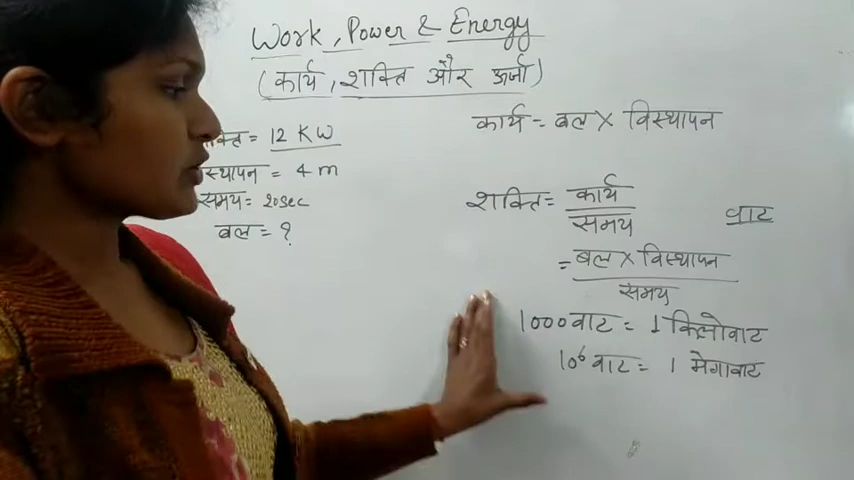 Work, Power & Energy
(कार्य, शक्ति और ऊर्जा)
= 12 KW
स्थापन = 4 m
समय = 20sec
बल = ?
कार्य = बल X विस्थापन
शक्ति = कार्य
समय
वाट
= बल X विस्थापन
समय
1000 वाट = 1 किलोवाट
10⁶ वाट = 1 मेगावाट